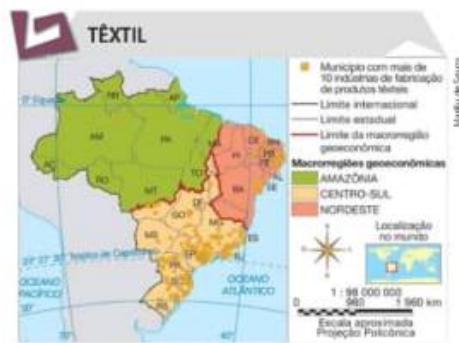 TÊXTIL
Município com mais de
10 indústrias de fabricação
de produtos têxteis
Limite internacional
Limite estadual
Limite da macrorregião
geoeconômica
Macrorregiões geoeconômicas
AMAZÔNIA
CENTRO-SUL
NORDESTE
Localização
no mundo
0° Equador
RR
AP
AM
PA
MA
CE
RN
PB
PE
AL
SE
PI
AC
RO
TO
BA
MT
DF
GO
MG
MS
ES
SP
RJ
PR
SC
RS
Trópico de Capricórnio
OCEANO
PACÍFICO
OCEANO
ATLÂNTICO
1 : 98 000 000
0 980 1 960 km
Escala aproximada
Projeção Policônica